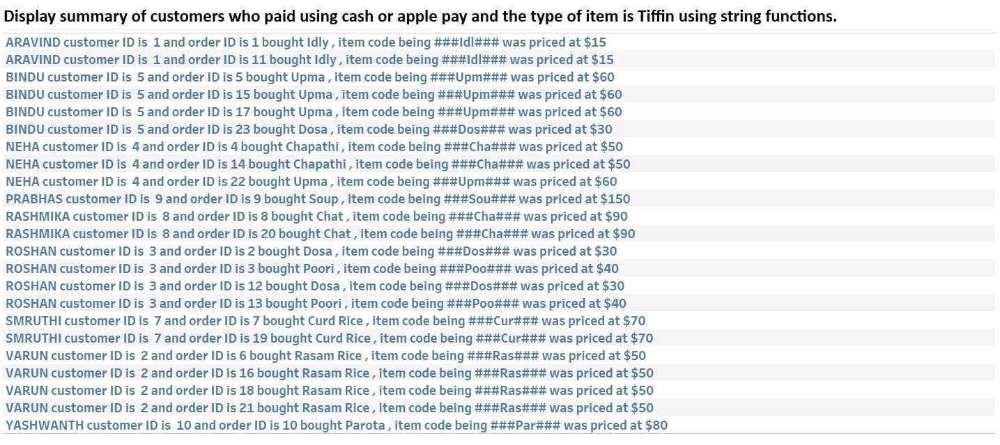 Display summary of customers who paid using cash or apple pay and the type of item is Tiffin using string functions.
ARAVIND customer ID is  1 and order ID is 1 bought Idly , item code being ###Idl### was priced at $15
ARAVIND customer ID is  1 and order ID is 11 bought Idly , item code being ###Idl### was priced at $15
BINDU customer ID is  5 and order ID is 5 bought Upma , item code being ###Upm### was priced at $60
BINDU customer ID is  5 and order ID is 15 bought Upma , item code being ###Upm### was priced at $60
BINDU customer ID is  5 and order ID is 17 bought Upma , item code being ###Upm### was priced at $60
BINDU customer ID is  5 and order ID is 23 bought Dosa , item code being ###Dos### was priced at $30
NEHA customer ID is  4 and order ID is 4 bought Chapathi , item code being ###Cha### was priced at $50
NEHA customer ID is  4 and order ID is 14 bought Chapathi , item code being ###Cha### was priced at $50
NEHA customer ID is  4 and order ID is 22 bought Upma , item code being ###Upm### was priced at $60
PRABHAS customer ID is  9 and order ID is 9 bought Soup , item code being ###Sou### was priced at $150
RASHMIKA customer ID is  8 and order ID is 8 bought Chat , item code being ###Cha### was priced at $90
RASHMIKA customer ID is  8 and order ID is 20 bought Chat , item code being ###Cha### was priced at $90
ROSHAN customer ID is  3 and order ID is 2 bought Dosa , item code being ###Dos### was priced at $30
ROSHAN customer ID is  3 and order ID is 3 bought Poori , item code being ###Poo### was priced at $40
ROSHAN customer ID is  3 and order ID is 12 bought Dosa , item code being ###Dos### was priced at $30
ROSHAN customer ID is  3 and order ID is 13 bought Poori , item code being ###Poo### was priced at $40
SMRUTHI customer ID is  7 and order ID is 7 bought Curd Rice , item code being ###Cur### was priced at $70
SMRUTHI customer ID is  7 and order ID is 19 bought Curd Rice , item code being ###Cur### was priced at $70
VARUN customer ID is  2 and order ID is 6 bought Rasam Rice , item code being ###Ras### was priced at $50
VARUN customer ID is  2 and order ID is 16 bought Rasam Rice , item code being ###Ras### was priced at $50
VARUN customer ID is  2 and order ID is 18 bought Rasam Rice , item code being ###Ras### was priced at $50
VARUN customer ID is  2 and order ID is 21 bought Rasam Rice , item code being ###Ras### was priced at $50
YASHWANTH customer ID is  10 and order ID is 10 bought Parota , item code being ###Par### was priced at $80